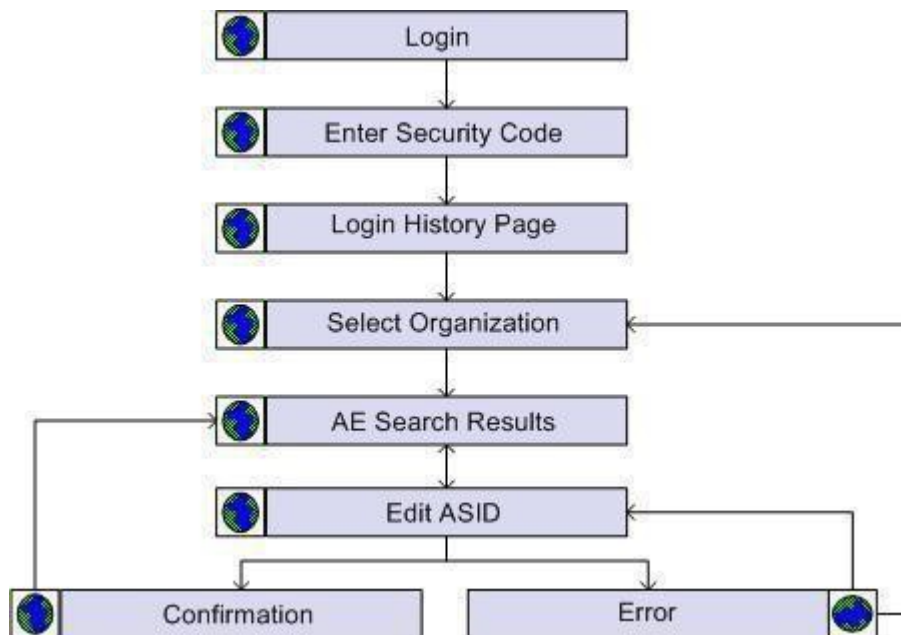 Login
Enter Security Code
Login History Page
Select Organization
AE Search Results
Edit ASID
Confirmation
Error